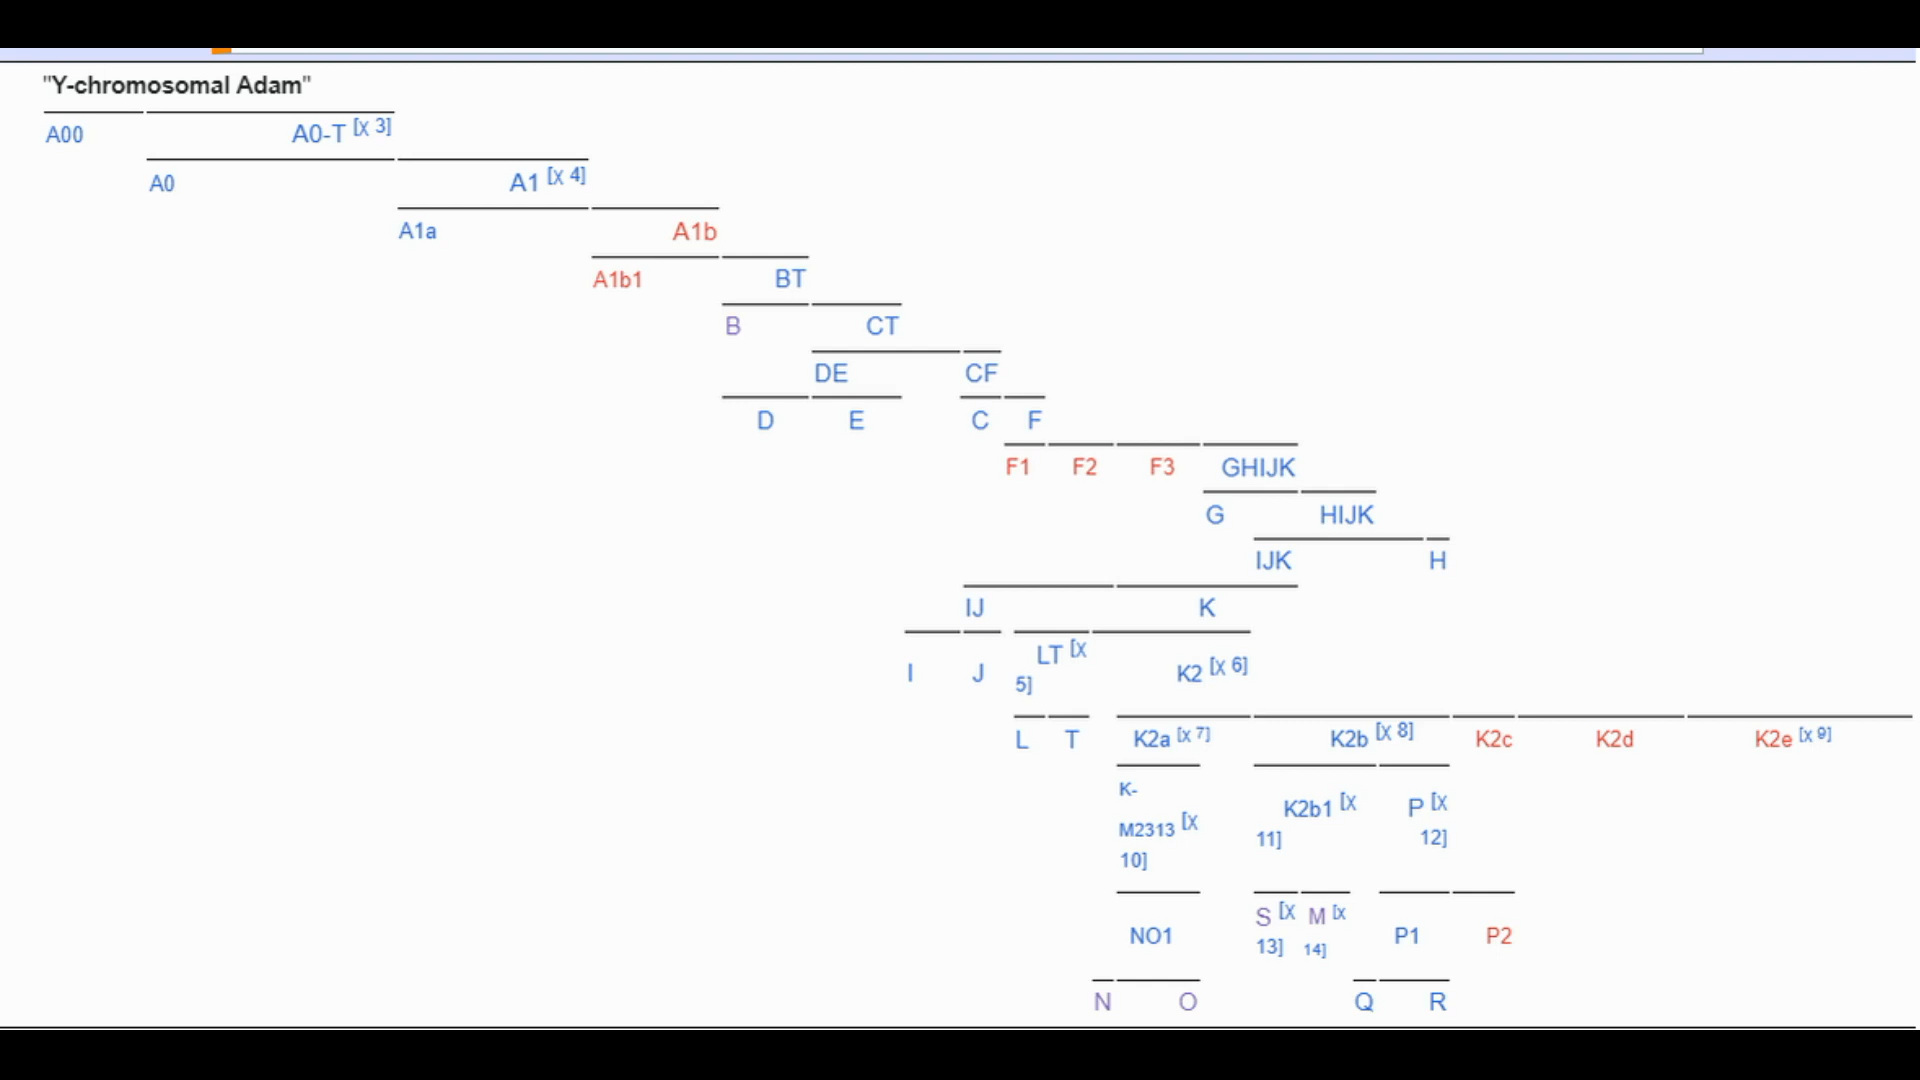 "Y-chromosomal Adam"
A00 A0-T [χ 3]
A0 A1 [χ 4]
A1a A1b
A1b1 BT
B CT
DE CF
D E C F
F1 F2 F3 GHIJK
G HIJK
IJK H
IJ K
I J LT [χ 5] K2 [χ 6]
L T K2a [χ 7] K2b [χ 8] K2c K2d K2e [χ 9]
K-M2313 [χ 10] K2b1 [χ 11] P [χ 12]
NO1 S [χ 13] M [χ 14] P1 P2
N O Q R